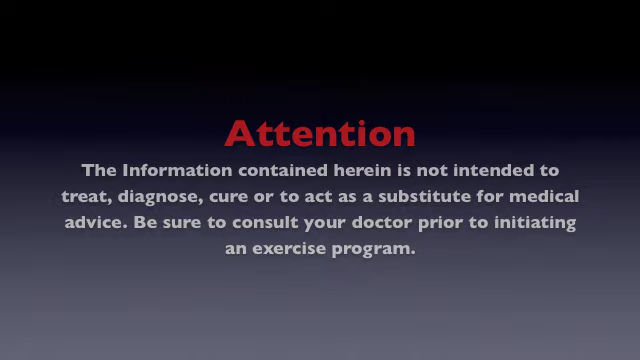 Attention
The Information contained herein is not intended to
treat, diagnose, cure or to act as a substitute for medical
advice. Be sure to consult your doctor prior to initiating
an exercise program.